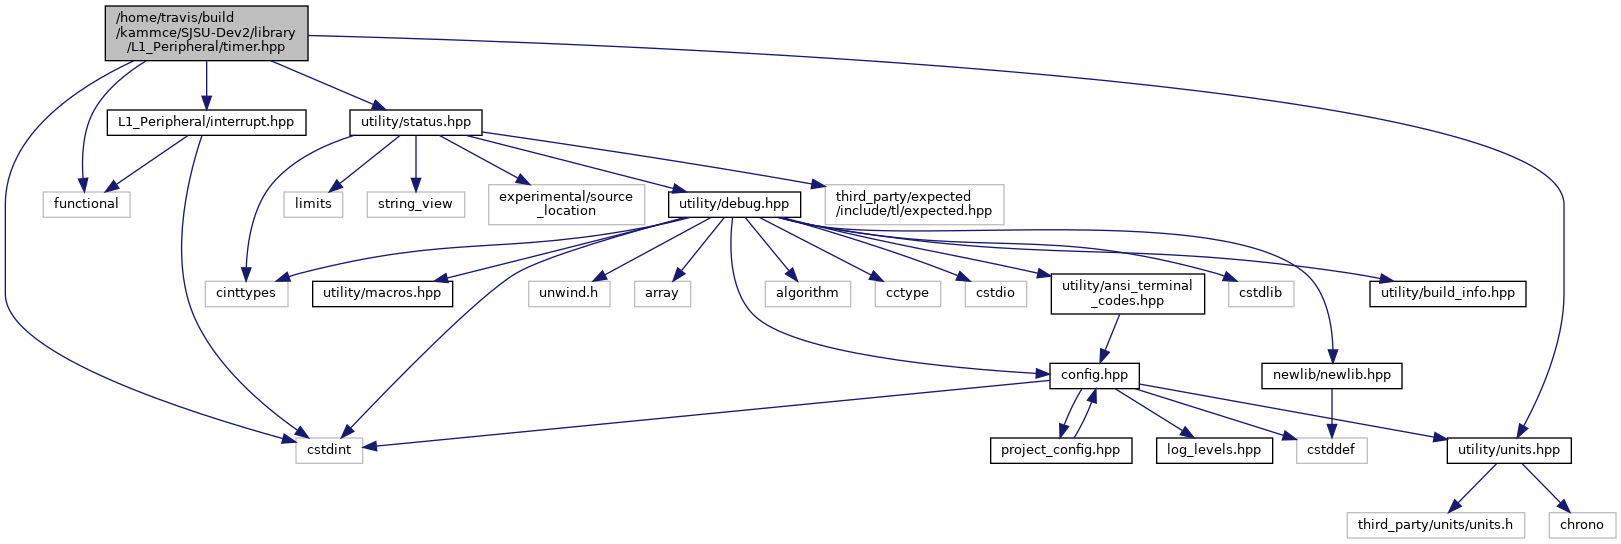 /home/travis/build
/kammce/SJSU-Dev2/library
/L1_Peripheral/timer.hpp
L1_Peripheral/interrupt.hpp
utility/status.hpp
functional
limits
string_view
experimental/source
_location
utility/debug.hpp
third_party/expected
/include/tl/expected.hpp
cinttypes
utility/macros.hpp
unwind.h
array
algorithm
cctype
cstdio
utility/ansi_terminal
_codes.hpp
cstdlib
utility/build_info.hpp
config.hpp
newlib/newlib.hpp
cstdint
project_config.hpp
log_levels.hpp
cstddef
utility/units.hpp
third_party/units/units.h
chrono